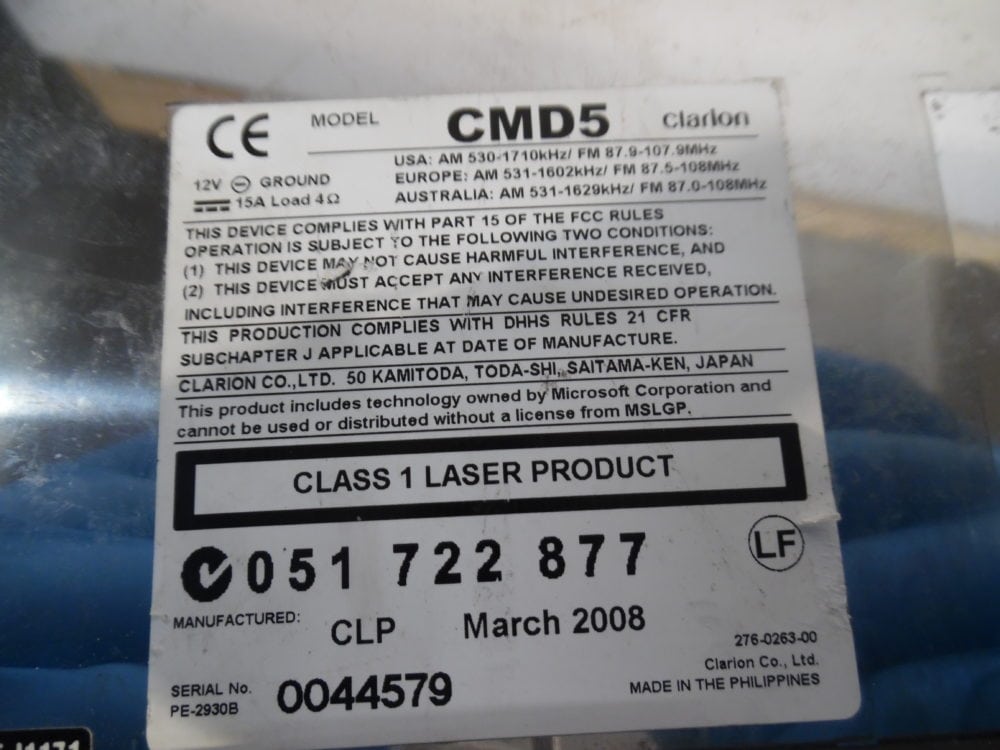 CE MODEL CMD5 Clarion
USA: AM 530-1710kHz/ FM 87.9-107.9MHz
EUROPE: AM 531-1602kHz/ FM 87.5-108MHz
AUSTRALIA: AM 531-1629kHz/ FM 87.0-108MHz
12V ⊖ GROUND
15A Load 4Ω
THIS DEVICE COMPLIES WITH PART 15 OF THE FCC RULES
OPERATION IS SUBJECT TO THE FOLLOWING TWO CONDITIONS:
(1) THIS DEVICE MAY NOT CAUSE HARMFUL INTERFERENCE, AND
(2) THIS DEVICE MUST ACCEPT ANY INTERFERENCE RECEIVED,
INCLUDING INTERFERENCE THAT MAY CAUSE UNDESIRED OPERATION.
THIS PRODUCTION COMPLIES WITH DHHS RULES 21 CFR
SUBCHAPTER J APPLICABLE AT DATE OF MANUFACTURE.
CLARION CO.,LTD. 50 KAMITODA, TODA-SHI, SAITAMA-KEN, JAPAN
This product includes technology owned by Microsoft Corporation and
cannot be used or distributed without a license from MSLGP.
CLASS 1 LASER PRODUCT
051 722 877 LF
MANUFACTURED: CLP March 2008
276-0263-00
Clarion Co., Ltd.
MADE IN THE PHILIPPINES
SERIAL No. 0044579
PE-2930B